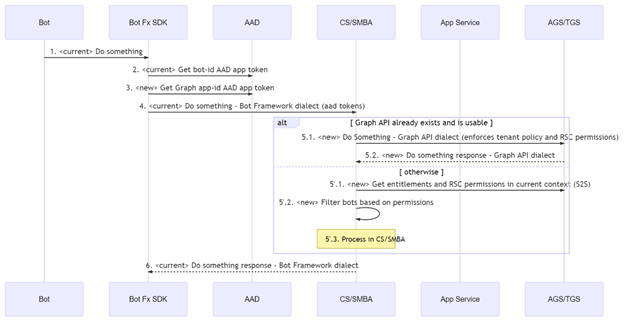 Bot Bot Fx SDK AAD CS/SMBA App Service AGS/TGS
1. <current> Do something
2. <current> Get bot-id AAD app token
3. <new> Get Graph app-id AAD app token
4. <current> Do something - Bot Framework dialect (aad tokens)
alt [ Graph API already exists and is usable ]
5.1. <new> Do Something - Graph API dialect (enforces tenant policy and RSC permissions)
5.2. <new> Do something response - Graph API dialect
[ otherwise ]
5'.1. <new> Get entitlements and RSC permissions in current context (S2S)
5'.2. <new> Filter bots based on permissions
5'.3. Process in CS/SMBA
6. <current> Do something response - Bot Framework dialect
Bot Bot Fx SDK AAD CS/SMBA App Service AGS/TGS